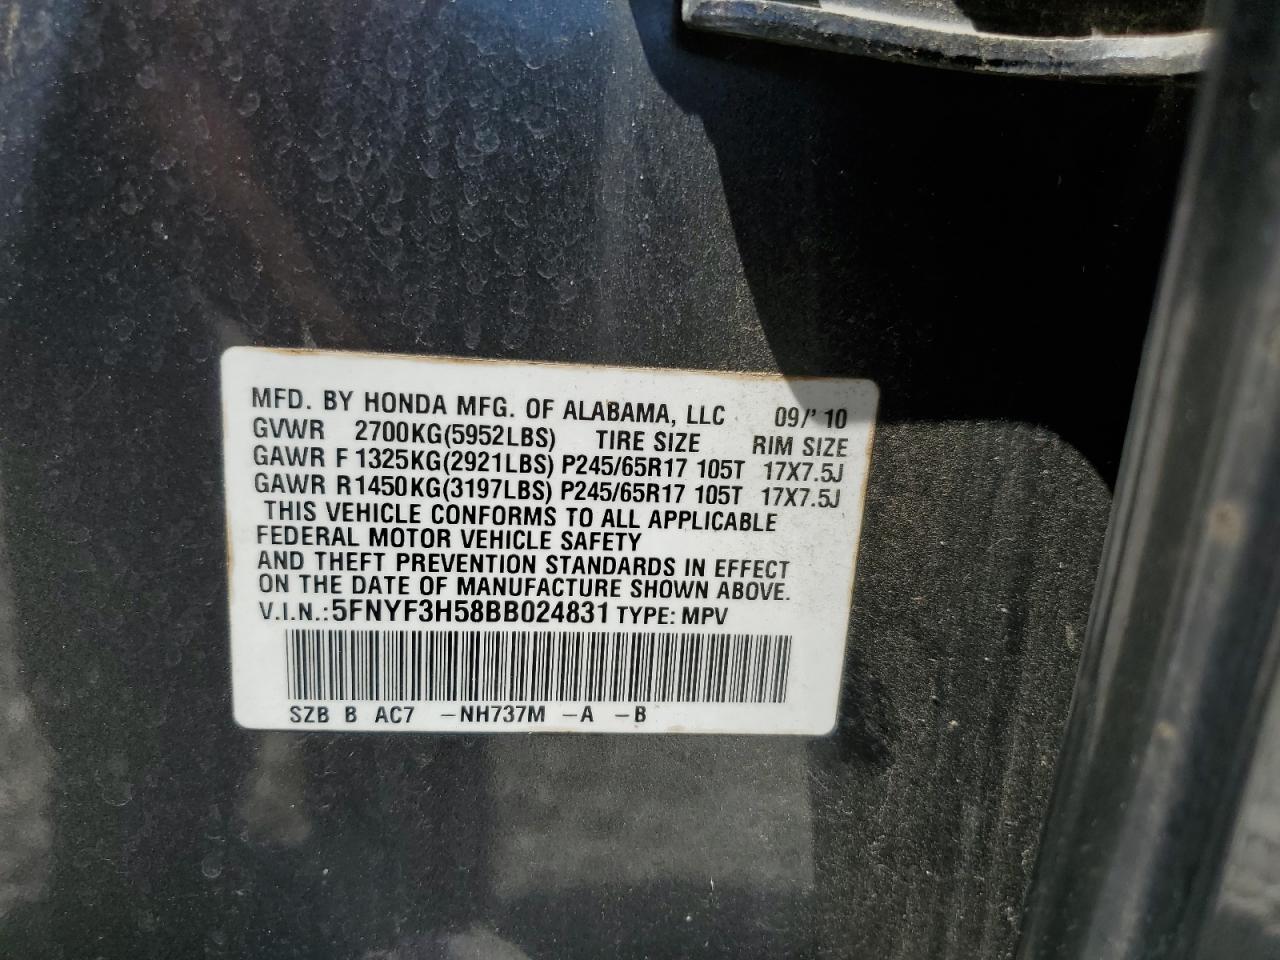 MFD. BY HONDA MFG. OF ALABAMA, LLC 09/' 10
GVWR 2700KG(5952LBS) TIRE SIZE RIM SIZE
GAWR F 1325KG(2921LBS) P245/65R17 105T 17X7.5J
GAWR R1450KG(3197LBS) P245/65R17 105T 17X7.5J
THIS VEHICLE CONFORMS TO ALL APPLICABLE
FEDERAL MOTOR VEHICLE SAFETY
AND THEFT PREVENTION STANDARDS IN EFFECT
ON THE DATE OF MANUFACTURE SHOWN ABOVE.
V.I.N.:5FNYF3H58BB024831 TYPE: MPV
SZB B AC7 -NH737M -A -B